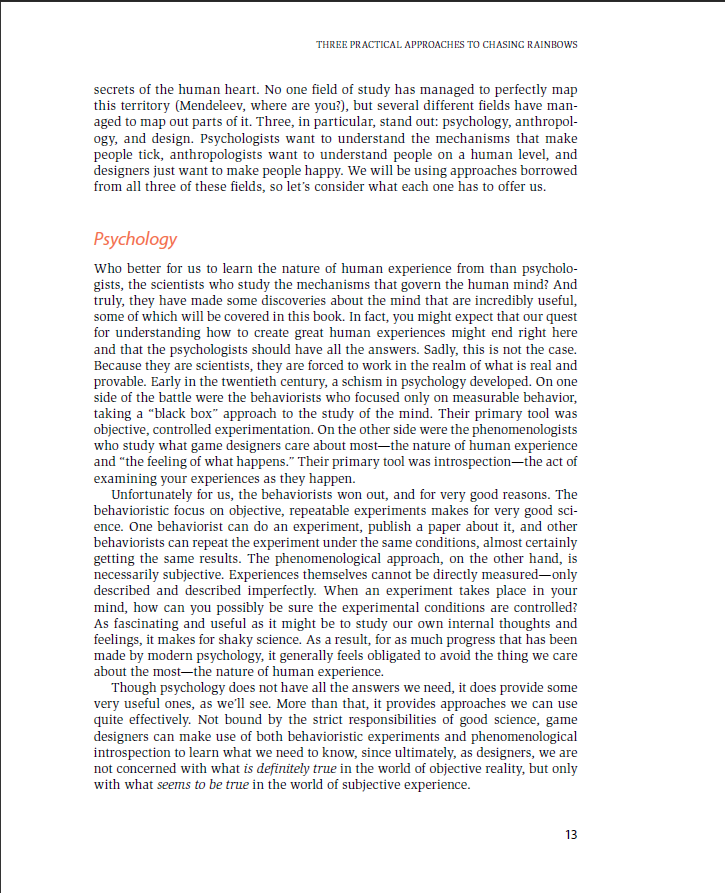 THREE PRACTICAL APPROACHES TO CHASING RAINBOWS
secrets of the human heart. No one field of study has managed to perfectly map
this territory (Mendeleev, where are you?), but several different fields have man-
aged to map out parts of it. Three, in particular, stand out: psychology, anthropol-
ogy, and design. Psychologists want to understand the mechanisms that make
people tick, anthropologists want to understand people on a human level, and
designers just want to make people happy. We will be using approaches borrowed
from all three of these fields, so let’s consider what each one has to offer us.
Psychology
Who better for us to learn the nature of human experience from than psycholo-
gists, the scientists who study the mechanisms that govern the human mind? And
truly, they have made some discoveries about the mind that are incredibly useful,
some of which will be covered in this book. In fact, you might expect that our quest
for understanding how to create great human experiences might end right here
and that the psychologists should have all the answers. Sadly, this is not the case.
Because they are scientists, they are forced to work in the realm of what is real and
provable. Early in the twentieth century, a schism in psychology developed. On one
side of the battle were the behaviorists who focused only on measurable behavior,
taking a “black box” approach to the study of the mind. Their primary tool was
objective, controlled experimentation. On the other side were the phenomenologists
who study what game designers care about most—the nature of human experience
and “the feeling of what happens.” Their primary tool was introspection—the act of
examining your experiences as they happen.
Unfortunately for us, the behaviorists won out, and for very good reasons. The
behavioristic focus on objective, repeatable experiments makes for very good sci-
ence. One behaviorist can do an experiment, publish a paper about it, and other
behaviorists can repeat the experiment under the same conditions, almost certainly
getting the same results. The phenomenological approach, on the other hand, is
necessarily subjective. Experiences themselves cannot be directly measured—only
described and described imperfectly. When an experiment takes place in your
mind, how can you possibly be sure the experimental conditions are controlled?
As fascinating and useful as it might be to study our own internal thoughts and
feelings, it makes for shaky science. As a result, for as much progress that has been
made by modern psychology, it generally feels obligated to avoid the thing we care
about the most—the nature of human experience.
Though psychology does not have all the answers we need, it does provide some
very useful ones, as we’ll see. More than that, it provides approaches we can use
quite effectively. Not bound by the strict responsibilities of good science, game
designers can make use of both behavioristic experiments and phenomenological
introspection to learn what we need to know, since ultimately, as designers, we are
not concerned with what is definitely true in the world of objective reality, but only
with what seems to be true in the world of subjective experience.
13